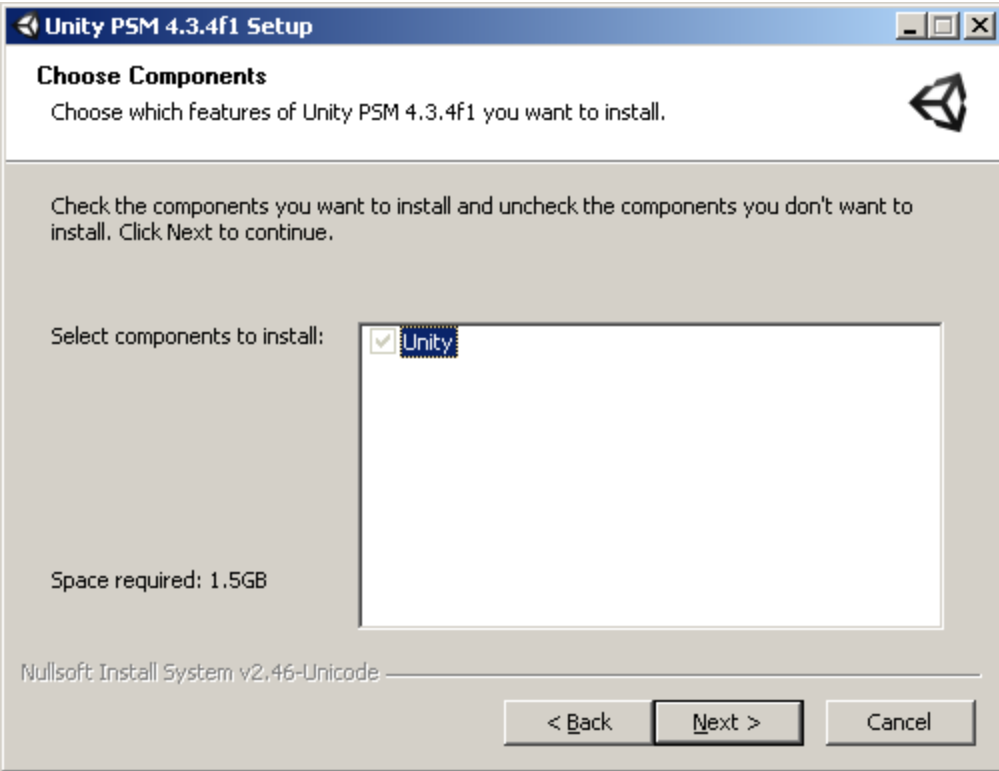 Unity PSM 4.3.4f1 Setup
Choose Components
Choose which features of Unity PSM 4.3.4f1 you want to install.
Check the components you want to install and uncheck the components you don't want to
install. Click Next to continue.
Select components to install:
Unity
Space required: 1.5GB
Nullsoft Install System v2.46-Unicode
< Back
Next >
Cancel